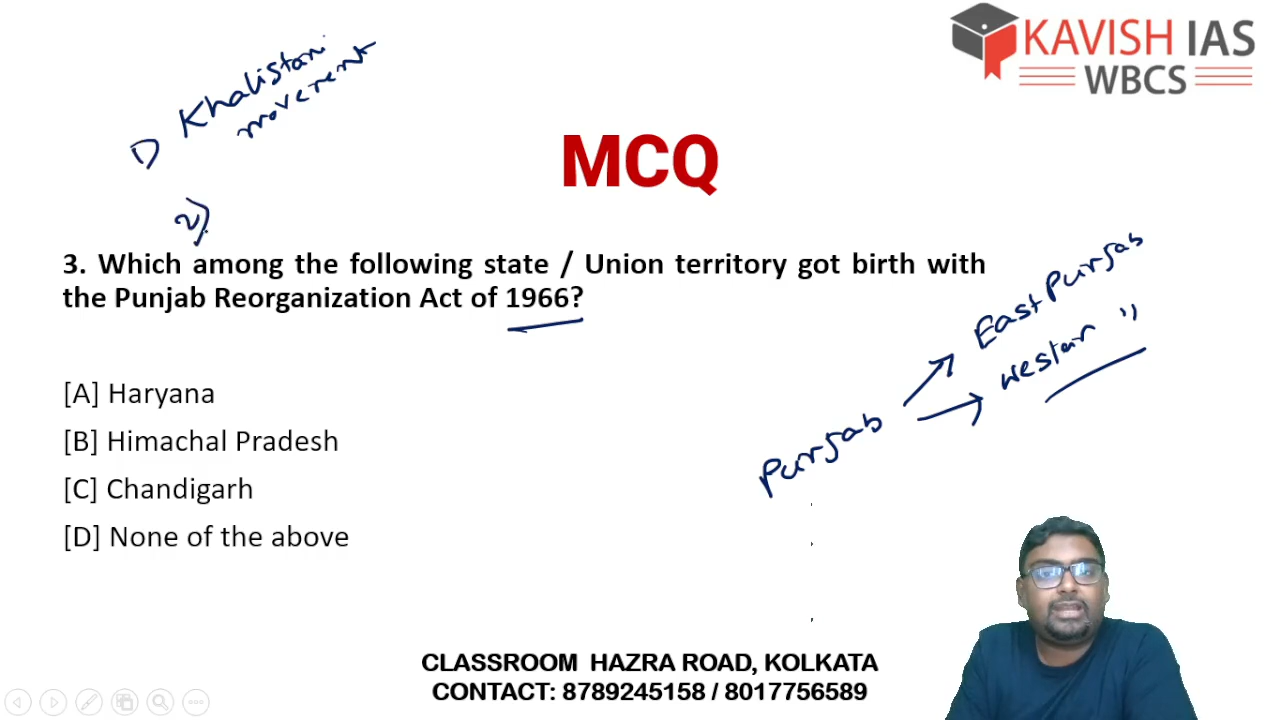 KAVISH IAS
WBCS
1) Khalistan
movement
MCQ
2)
3. Which among the following state / Union territory got birth with
the Punjab Reorganization Act of 1966?
East Punjab
Westan "
Punjab
[A] Haryana
[B] Himachal Pradesh
[C] Chandigarh
[D] None of the above
CLASSROOM HAZRA ROAD, KOLKATA
CONTACT: 8789245158 / 8017756589